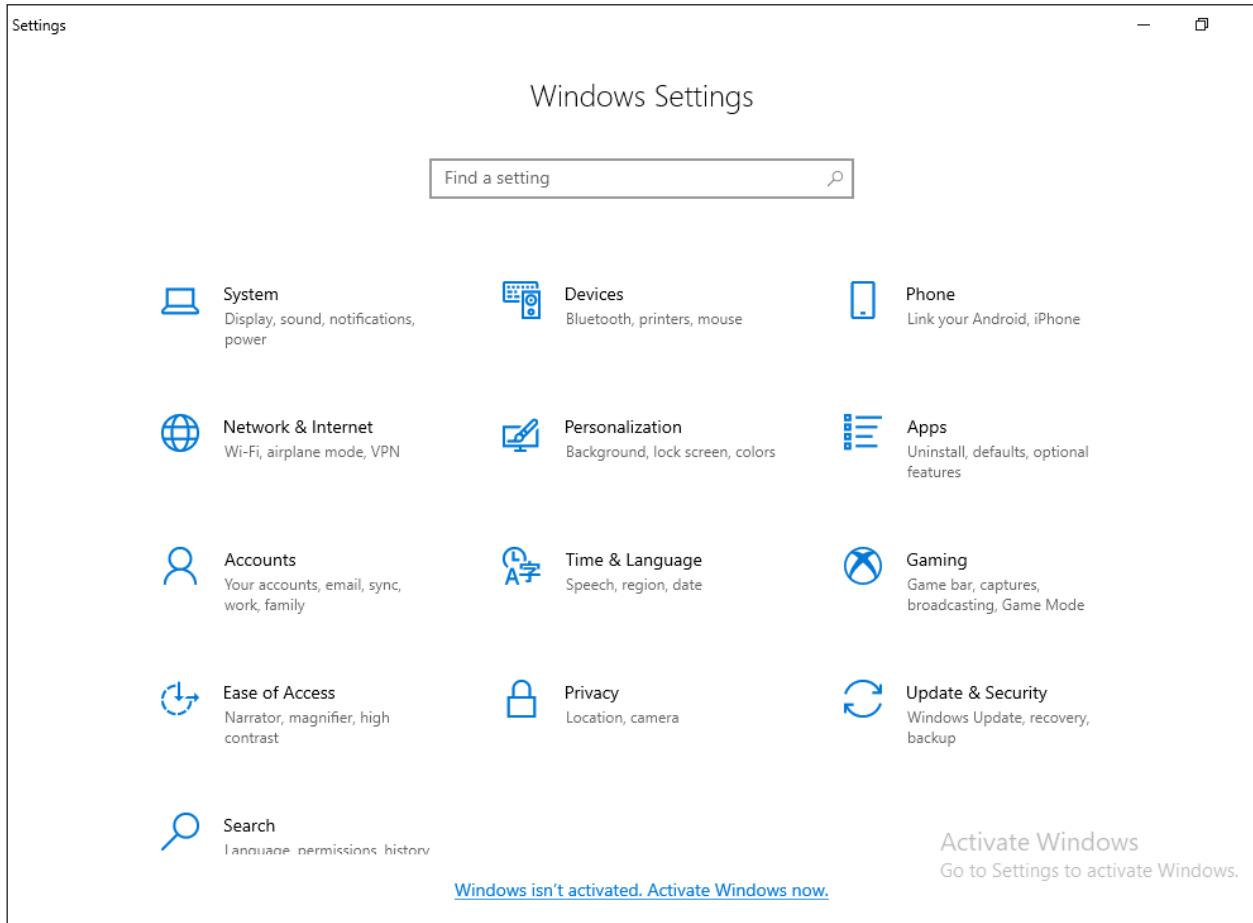 Settings
Windows Settings
Find a setting
System
Display, sound, notifications,
power
Devices
Bluetooth, printers, mouse
Phone
Link your Android, iPhone
Network & Internet
Wi-Fi, airplane mode, VPN
Personalization
Background, lock screen, colors
Apps
Uninstall, defaults, optional
features
Accounts
Your accounts, email, sync,
work, family
Time & Language
Speech, region, date
Gaming
Game bar, captures,
broadcasting, Game Mode
Ease of Access
Narrator, magnifier, high
contrast
Privacy
Location, camera
Update & Security
Windows Update, recovery,
backup
Search
Language, permissions, history
Activate Windows
Go to Settings to activate Windows.
Windows isn't activated. Activate Windows now.